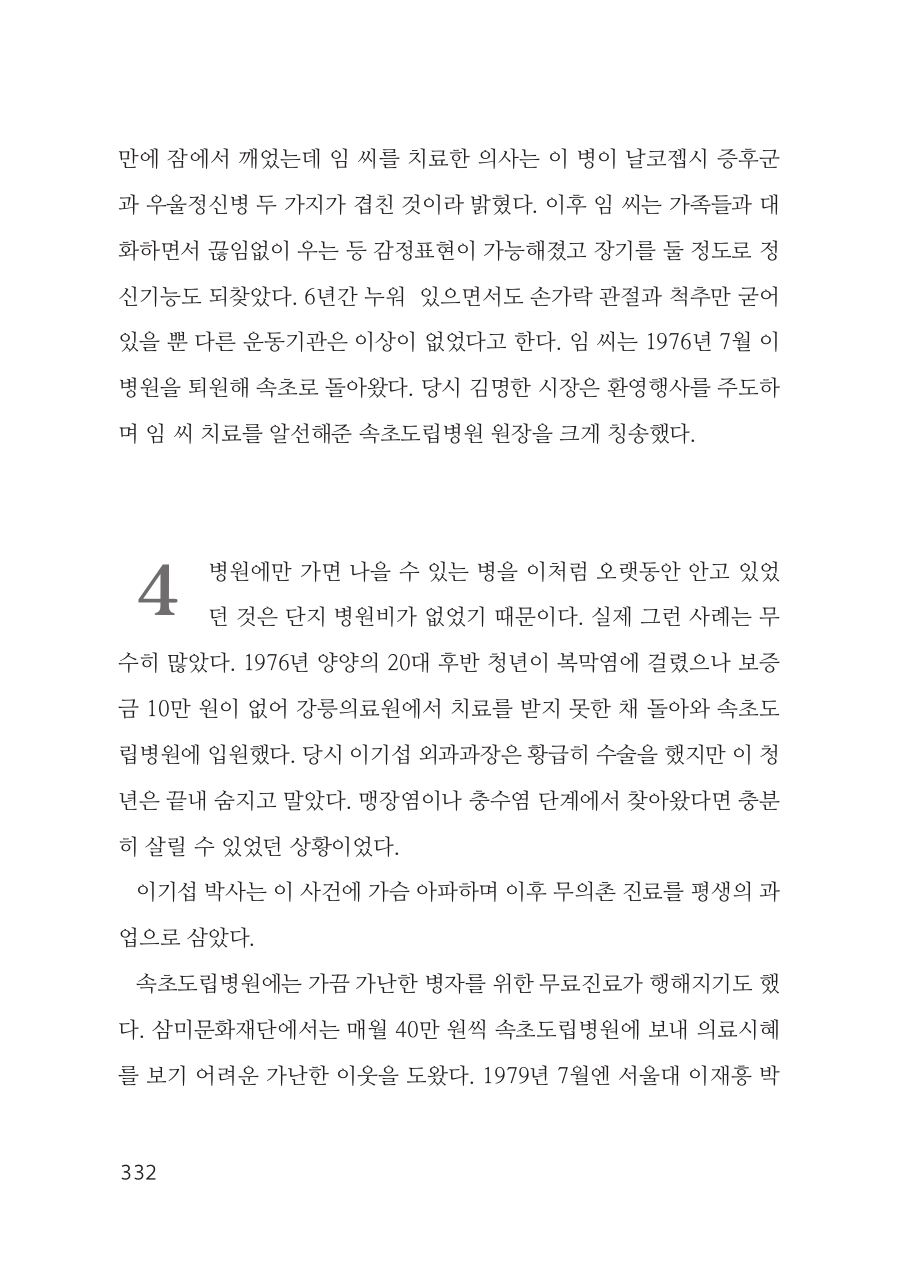 만에 잠에서 깨었는데 임 씨를 치료한 의사는 이 병이 날코젭시 증후군
과 우울정신병 두 가지가 겹친 것이라 밝혔다. 이후 임 씨는 가족들과 대
화하면서 끊임없이 우는 등 감정표현이 가능해졌고 장기를 둘 정도로 정
신기능도 되찾았다. 6년간 누워 있으면서도 손가락 관절과 척추만 굳어
있을 뿐 다른 운동기관은 이상이 없었다고 한다. 임 씨는 1976년 7월 이
병원을 퇴원해 속초로 돌아왔다. 당시 김명한 시장은 환영행사를 주도하
며 임 씨 치료를 알선해준 속초도립병원 원장을 크게 칭송했다.
4
병원에만 가면 나을 수 있는 병을 이처럼 오랫동안 안고 있었
던 것은 단지 병원비가 없었기 때문이다. 실제 그런 사례는 무
수히 많았다. 1976년 양양의 20대 후반 청년이 복막염에 걸렸으나 보증
금 10만 원이 없어 강릉의료원에서 치료를 받지 못한 채 돌아와 속초도
립병원에 입원했다. 당시 이기섭 외과과장은 황급히 수술을 했지만 이 청
년은 끝내 숨지고 말았다. 맹장염이나 충수염 단계에서 찾아왔다면 충분
히 살릴 수 있었던 상황이었다.
이기섭 박사는 이 사건에 가슴 아파하며 이후 무의촌 진료를 평생의 과
업으로 삼았다.
속초도립병원에는 가끔 가난한 병자를 위한 무료진료가 행해지기도 했
다. 삼미문화재단에서는 매월 40만 원씩 속초도립병원에 보내 의료시혜
를 보기 어려운 가난한 이웃을 도왔다. 1979년 7월엔 서울대 이재흥 박
332